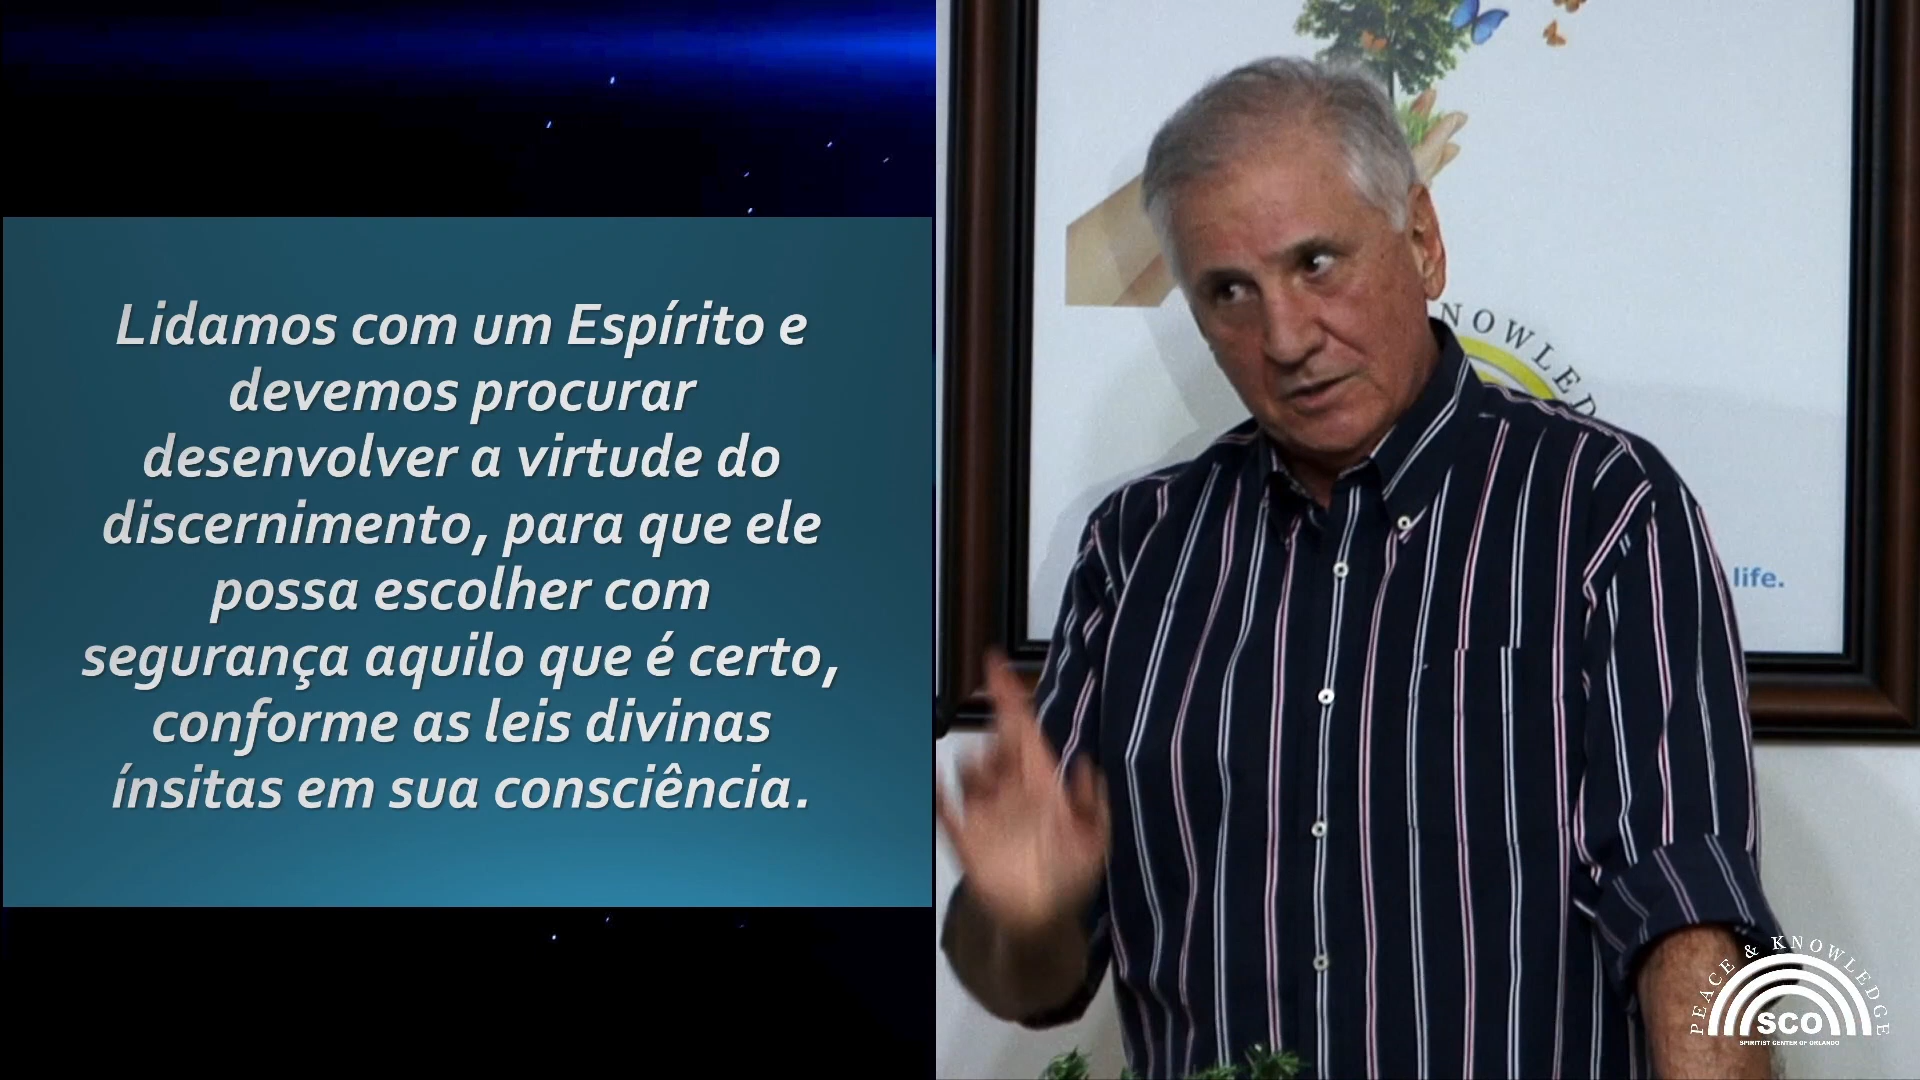 Lidamos com um Espírito e
devemos procurar
desenvolver a virtude do
discernimento, para que ele
possa escolher com
segurança aquilo que é certo,
conforme as leis divinas
ínsitas em sua consciência.
life.
PEACE & KNOWLEDGE
SCO
SPIRITIST CENTER OF ORLANDO